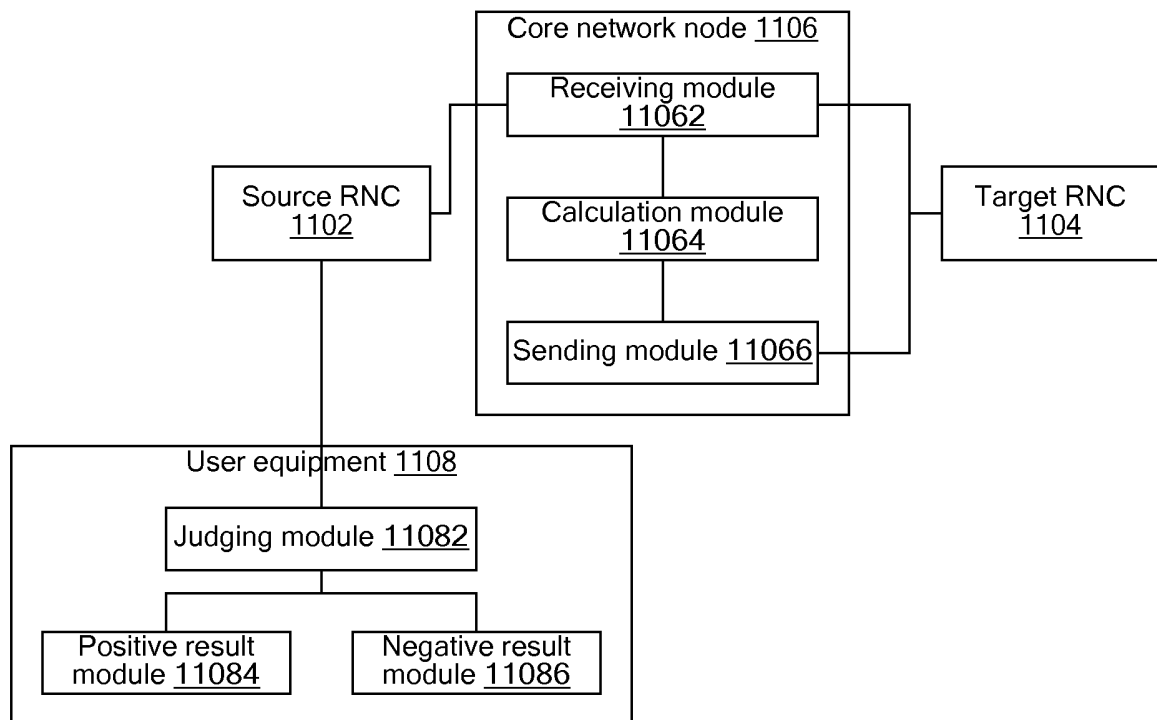 Core network node 1106
Receiving module
11062
Source RNC
1102
Calculation module
11064
Target RNC
1104
Sending module 11066
User equipment 1108
Judging module 11082
Positive result
module 11084
Negative result
module 11086